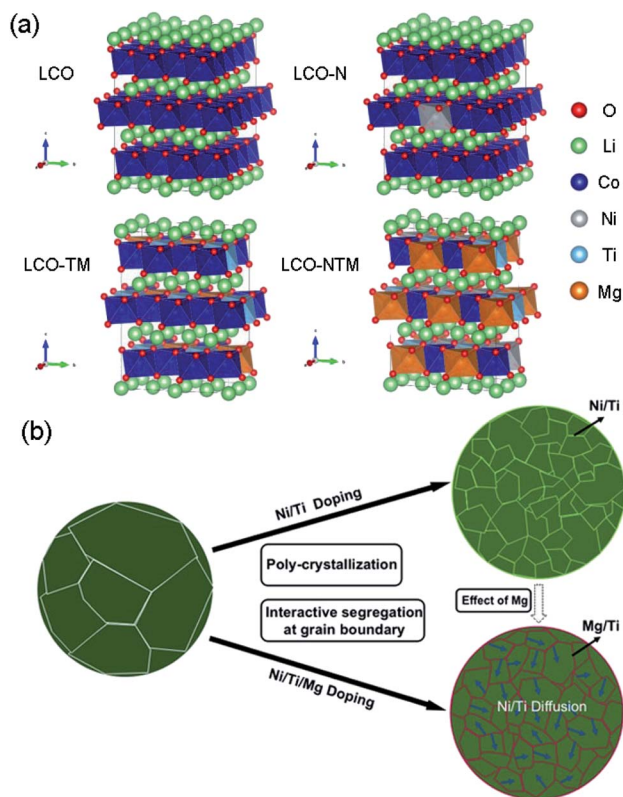 (a)
LCO
LCO-N
O
Li
Co
Ni
Ti
Mg
LCO-TM
LCO-NTM
(b)
Ni/Ti Doping
Ni/Ti
Poly-crystallization
Interactive segregation
at grain boundary
Effect of Mg
Ni/Ti/Mg Doping
Mg/Ti
Ni/Ti Diffusion